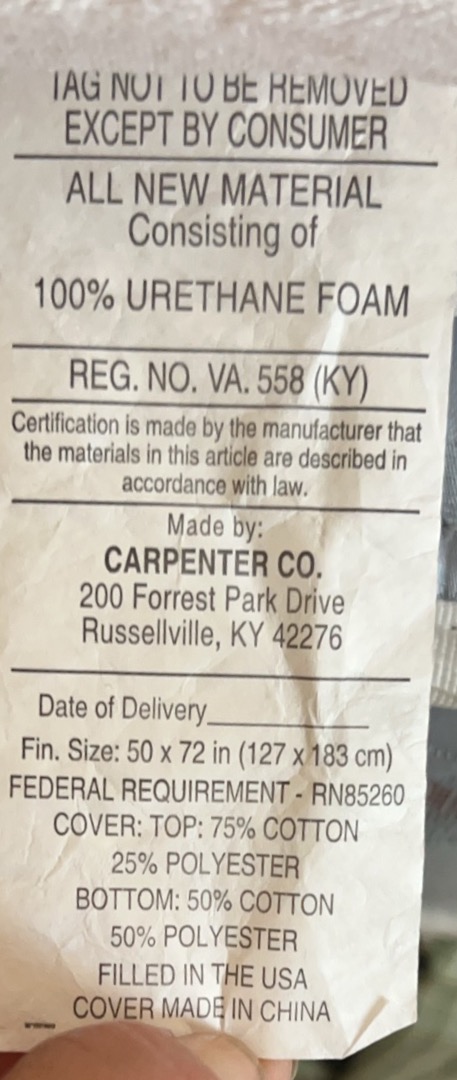 TAG NOT TO BE REMOVED
EXCEPT BY CONSUMER
ALL NEW MATERIAL
Consisting of
100% URETHANE FOAM
REG. NO. VA. 558 (KY)
Certification is made by the manufacturer that
the materials in this article are described in
accordance with law.
Made by:
CARPENTER CO.
200 Forrest Park Drive
Russellville, KY 42276
Date of Delivery
Fin. Size: 50 x 72 in (127 x 183 cm)
FEDERAL REQUIREMENT - RN85260
COVER: TOP: 75% COTTON
25% POLYESTER
BOTTOM: 50% COTTON
50% POLYESTER
FILLED IN THE USA
COVER MADE IN CHINA